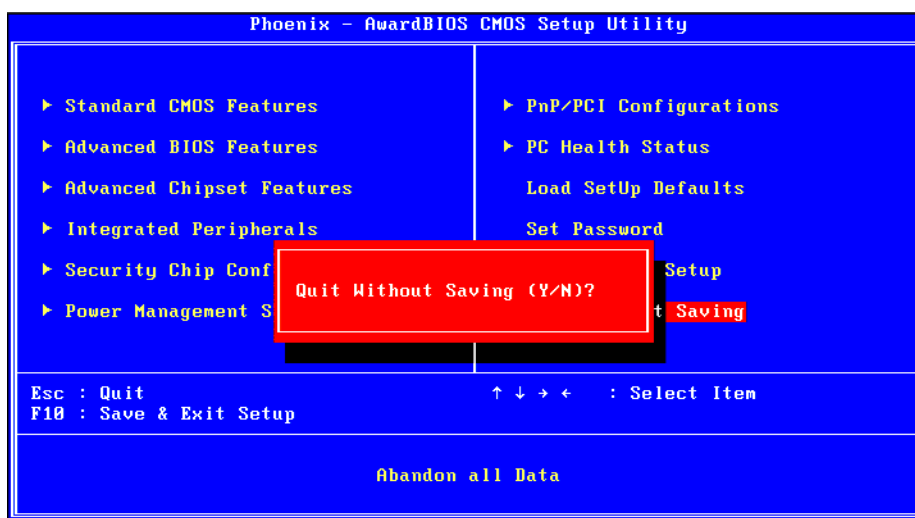 Phoenix - AwardBIOS CMOS Setup Utility
► Standard CMOS Features
► Advanced BIOS Features
► Advanced Chipset Features
► Integrated Peripherals
► Security Chip Conf
► Power Management S
► PnP/PCI Configurations
► PC Health Status
Load SetUp Defaults
Set Password
Setup
t Saving
Quit Without Saving (Y/N)?
Esc : Quit
F10 : Save & Exit Setup
↑ ↓ → ← : Select Item
Abandon all Data